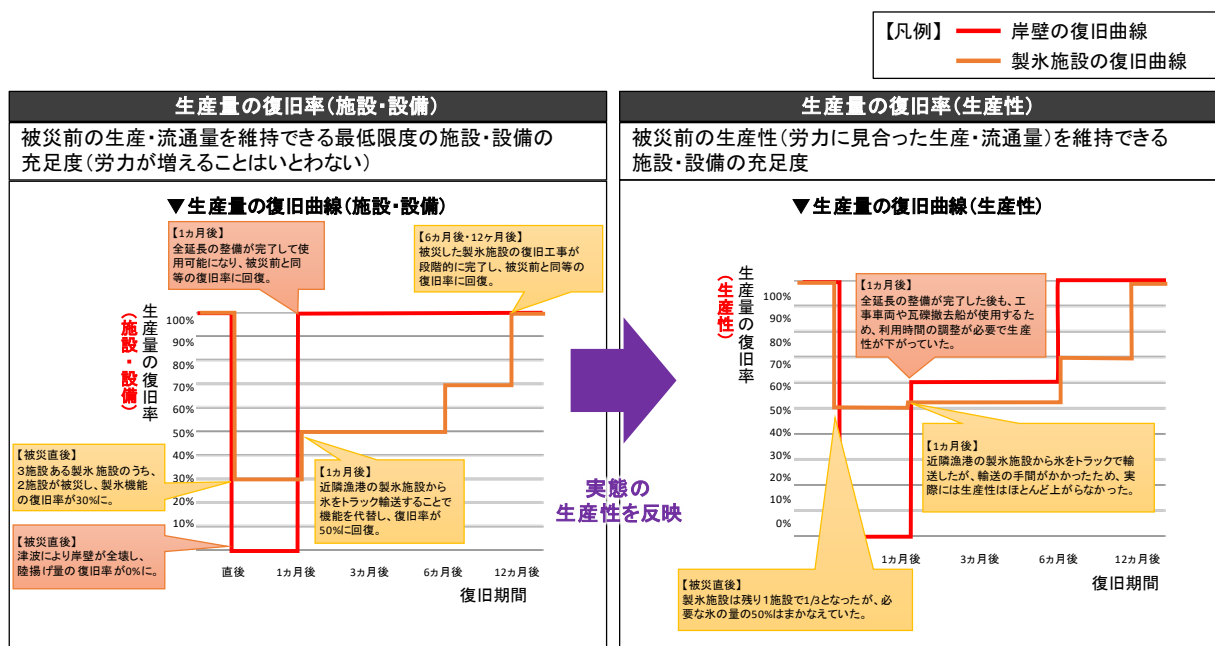 【凡例】
岸壁の復旧曲線
製氷施設の復旧曲線
生産量の復旧率(施設・設備)
被災前の生産・流通量を維持できる最低限度の施設・設備の
充足度(労力が増えることはいとわない)
▼生産量の復旧曲線(施設・設備)
【1ヵ月後】
全延長の整備が完了して使
用可能になり、被災前と同
等の復旧率に回復。
【6ヵ月後・12ヶ月後】
被災した製氷施設の復旧工事が
段階的に完了し、被災前と同等の
復旧率に回復。
生産量の復旧率
(施設・設備)
100%
90%
80%
70%
60%
50%
40%
30%
20%
10%
【被災直後】
3施設ある製氷施設のうち、
2施設が被災し、製氷機能
の復旧率が30%に。
【被災直後】
津波により岸壁が全壊し、
陸揚げ量の復旧率が0%に。
【1ヵ月後】
近隣漁港の製氷施設から
氷をトラック輸送することで
機能を代替し、復旧率が
50%に回復。
直後
1ヵ月後
3ヵ月後
6ヵ月後
12ヵ月後
復旧期間
実態の
生産性を反映
生産量の復旧率(生産性)
被災前の生産性(労力に見合った生産・流通量)を維持できる
施設・設備の充足度
▼生産量の復旧曲線(生産性)
生産量の復旧率
(生産性)
100%
90%
80%
70%
60%
50%
40%
30%
20%
10%
0%
【1ヵ月後】
全延長の整備が完了した後も、工
事車両や瓦礫撤去船が使用するた
め、利用時間の調整が必要で生産
性が下がっていた。
【1ヵ月後】
近隣漁港の製氷施設から氷をトラックで輸
送したが、輸送の手間がかかったため、実
際には生産性はほとんど上がらなかった。
直後
1ヵ月後
3ヵ月後
6ヵ月後
12ヵ月後
復旧期間
【被災直後】
製氷施設は残り1施設で1/3となったが、必
要な氷の量の50%はまかなえていた。